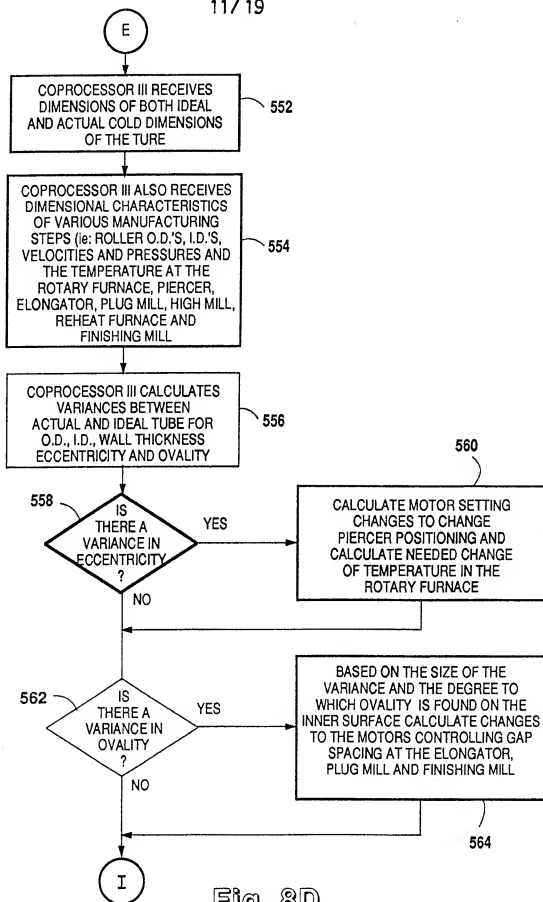 11/19
E
COPROCESSOR III RECEIVES
DIMENSIONS OF BOTH IDEAL
AND ACTUAL COLD DIMENSIONS
OF THE TURE
552
COPROCESSOR III ALSO RECEIVES
DIMENSIONAL CHARACTERISTICS
OF VARIOUS MANUFACTURING
STEPS (ie: ROLLER O.D.'S, I.D.'S,
VELOCITIES AND PRESSURES AND
THE TEMPERATURE AT THE
ROTARY FURNACE, PIERCER,
ELONGATOR, PLUG MILL, HIGH MILL,
REHEAT FURNACE AND
FINISHING MILL
554
COPROCESSOR III CALCULATES
VARIANCES BETWEEN
ACTUAL AND IDEAL TUBE FOR
O.D., I.D., WALL THICKNESS
ECCENTRICITY AND OVALITY
556
558
IS
THERE A
VARIANCE IN
ECCENTRICITY
?
YES
NO
560
CALCULATE MOTOR SETTING
CHANGES TO CHANGE
PIERCER POSITIONING AND
CALCULATE NEEDED CHANGE
OF TEMPERATURE IN THE
ROTARY FURNACE
562
IS
THERE A
VARIANCE IN
OVALITY
?
YES
NO
BASED ON THE SIZE OF THE
VARIANCE AND THE DEGREE TO
WHICH OVALITY IS FOUND ON THE
INNER SURFACE CALCULATE CHANGES
TO THE MOTORS CONTROLLING GAP
SPACING AT THE ELONGATOR,
PLUG MILL AND FINISHING MILL
564
I
Fig. 8D